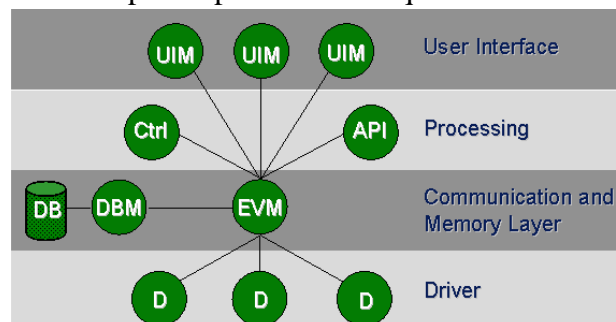 UIM UIM UIM User Interface
Ctrl API Processing
DB DBM EVM Communication and
Memory Layer
D D D Driver